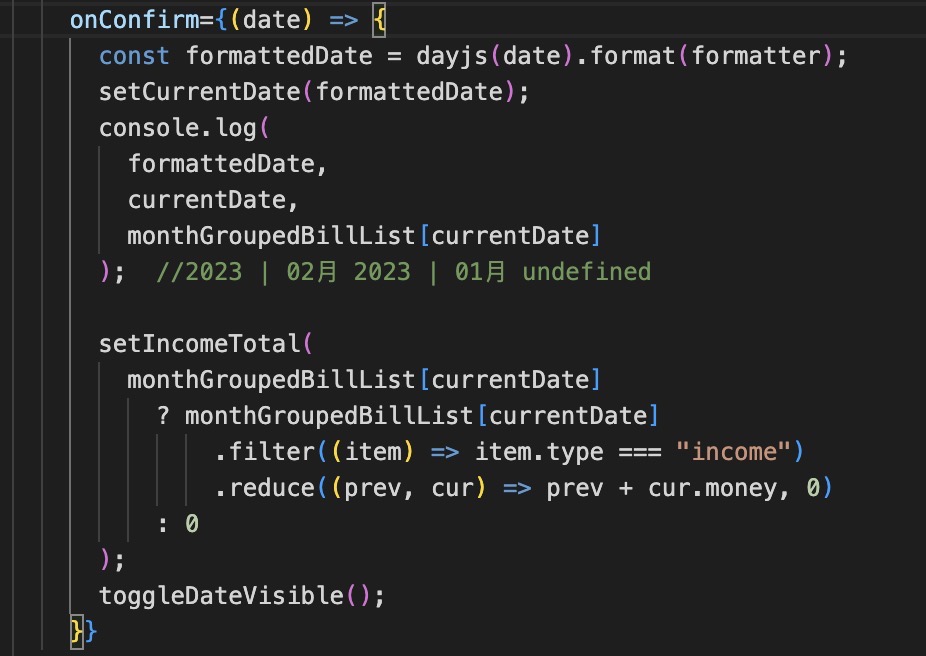 onConfirm={(date) => {
const formattedDate = dayjs(date).format(formatter);
setCurrentDate(formattedDate);
console.log(
formattedDate,
currentDate,
monthGroupedBillList[currentDate]
);  //2023 | 02月 2023 | 01月 undefined
setIncomeTotal(
monthGroupedBillList[currentDate]
? monthGroupedBillList[currentDate]
.filter((item) => item.type === "income")
.reduce((prev, cur) => prev + cur.money, 0)
: 0
);
toggleDateVisible();
}}